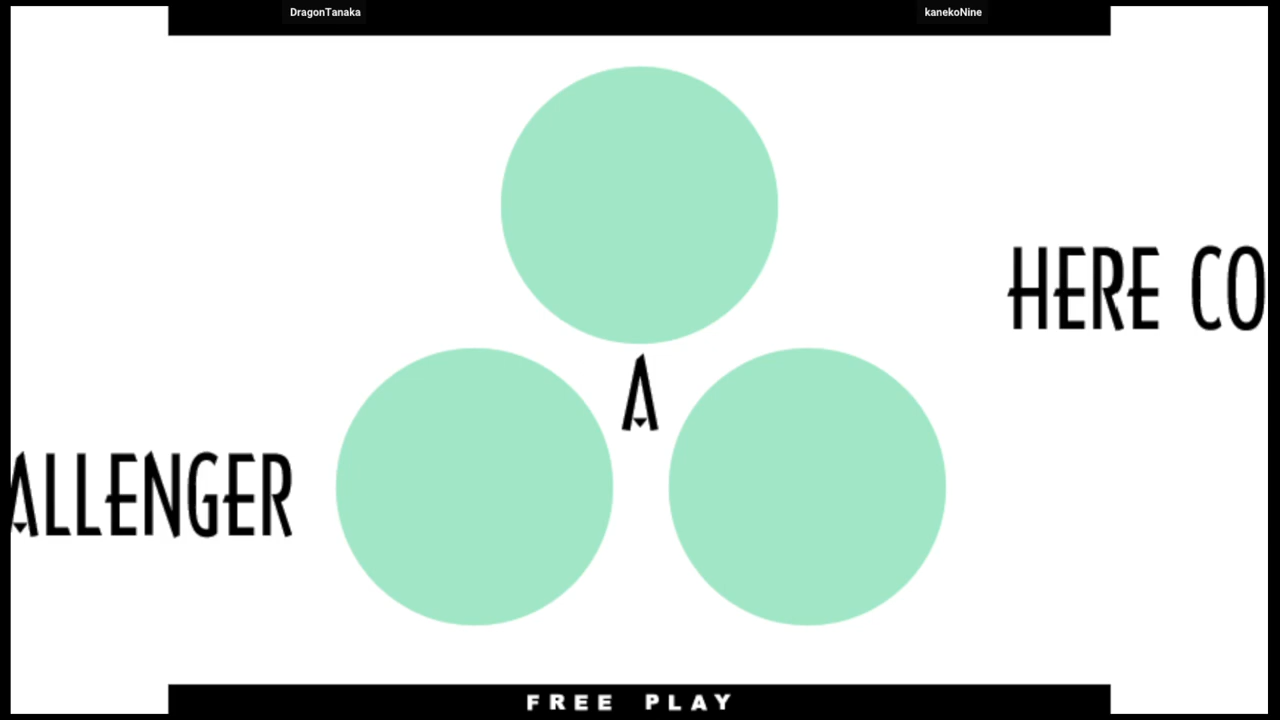 DragonTanaka
kanekoNine
HERE CO
A
ALLENGER
FREE PLAY